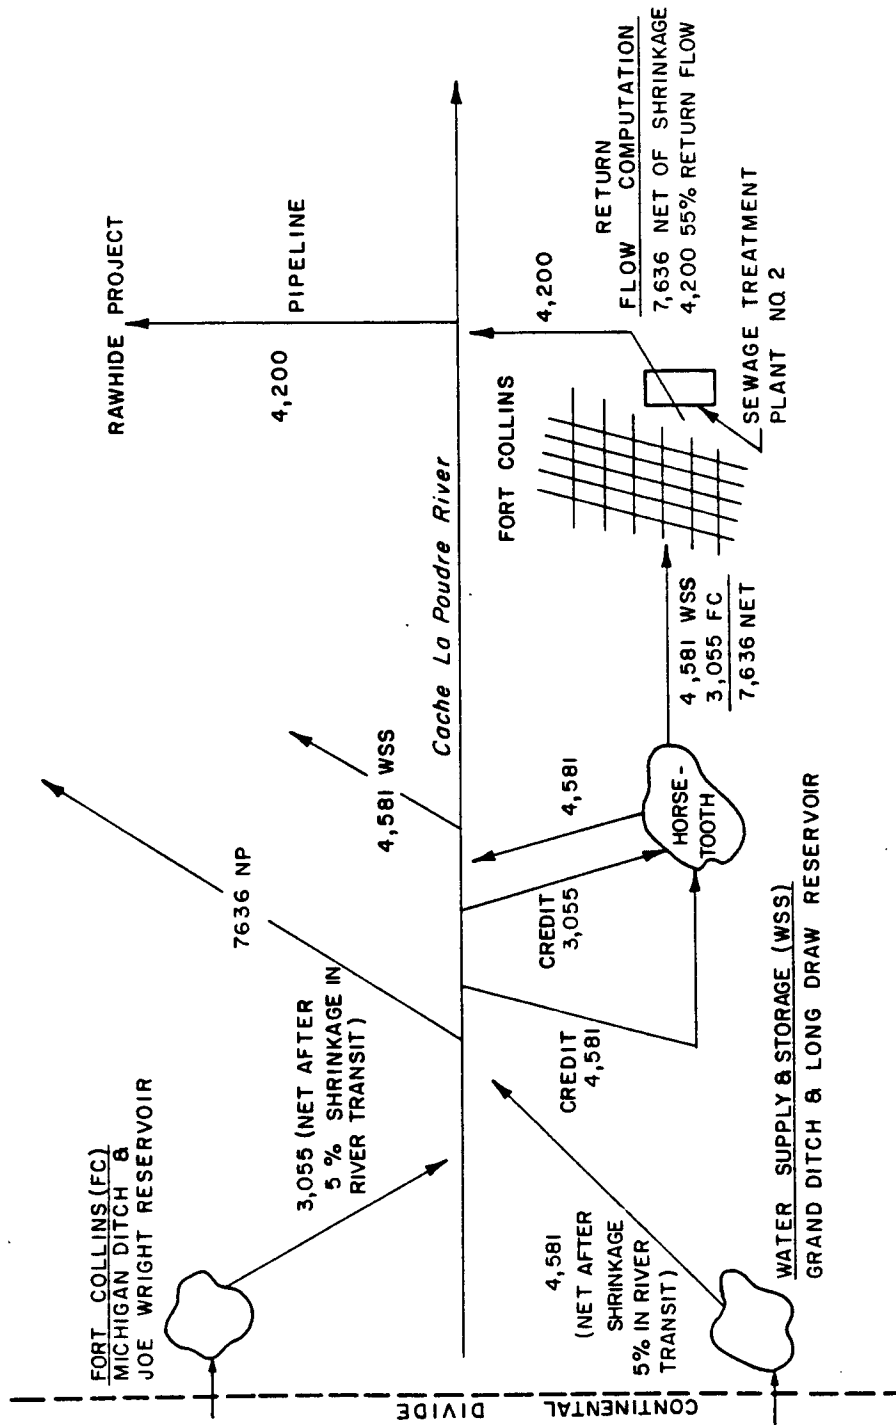 FORT COLLINS (FC)
MICHIGAN DITCH &
JOE WRIGHT RESERVOIR
3,055 (NET AFTER
5 % SHRINKAGE IN
RIVER TRANSIT)
7636 NP
4,581 WSS
RAWHIDE PROJECT
4,200
PIPELINE
Cache La Poudre River
CONTINENTAL
DIVIDE
4,581
(NET AFTER
SHRINKAGE
5% IN RIVER
TRANSIT)
WATER SUPPLY & STORAGE (WSS)
GRAND DITCH & LONG DRAW RESERVOIR
CREDIT
4,581
CREDIT
3,055
4,581
HORSE-
TOOTH
4,581 WSS
3,055 FC
7,636 NET
FORT COLLINS
4,200
RETURN
FLOW COMPUTATION
7,636 NET OF SHRINKAGE
4,200 55% RETURN FLOW
SEWAGE TREATMENT
PLANT NO. 2